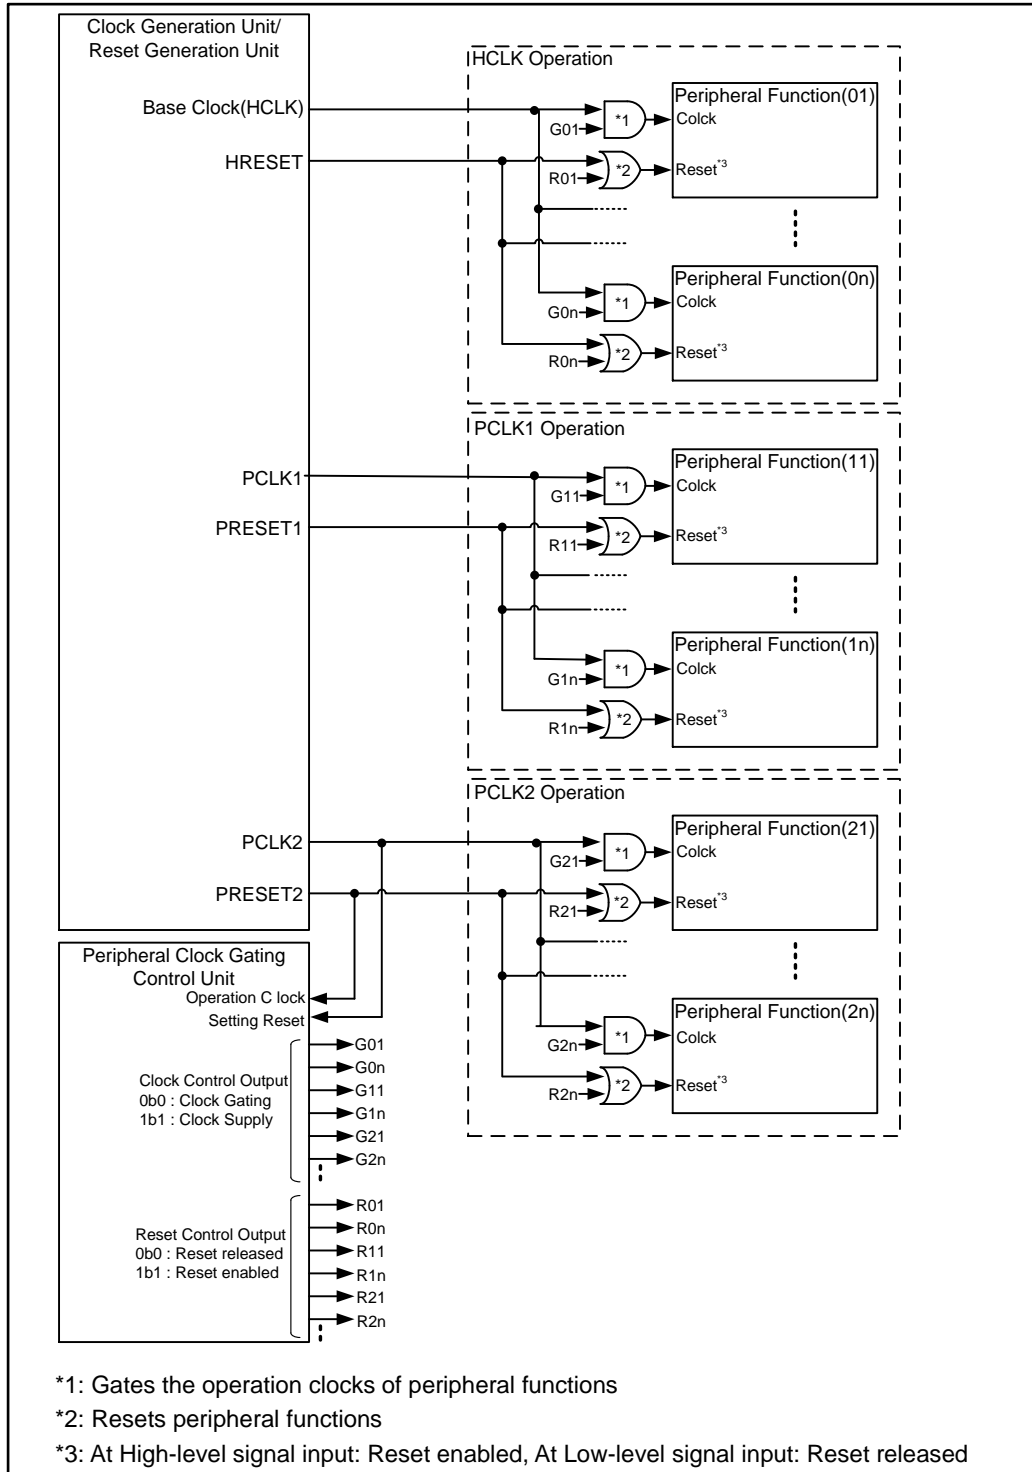 Clock Generation Unit/
Reset Generation Unit
Base Clock(HCLK)
HRESET
PCLK1
PRESET1
PCLK2
PRESET2
HCLK Operation
G01
*1
R01
*2
Peripheral Function(01)
Colck
Reset*3
G0n
*1
R0n
*2
Peripheral Function(0n)
Colck
Reset*3
PCLK1 Operation
G11
*1
R11
*2
Peripheral Function(11)
Colck
Reset*3
G1n
*1
R1n
*2
Peripheral Function(1n)
Colck
Reset*3
PCLK2 Operation
G21
*1
R21
*2
Peripheral Function(21)
Colck
Reset*3
G2n
*1
R2n
*2
Peripheral Function(2n)
Colck
Reset*3
Peripheral Clock Gating
Control Unit
Operation C lock
Setting Reset
Clock Control Output
0b0 : Clock Gating
1b1 : Clock Supply
G01
G0n
G11
G1n
G21
G2n
Reset Control Output
0b0 : Reset released
1b1 : Reset enabled
R01
R0n
R11
R1n
R21
R2n
*1: Gates the operation clocks of peripheral functions
*2: Resets peripheral functions
*3: At High-level signal input: Reset enabled, At Low-level signal input: Reset released